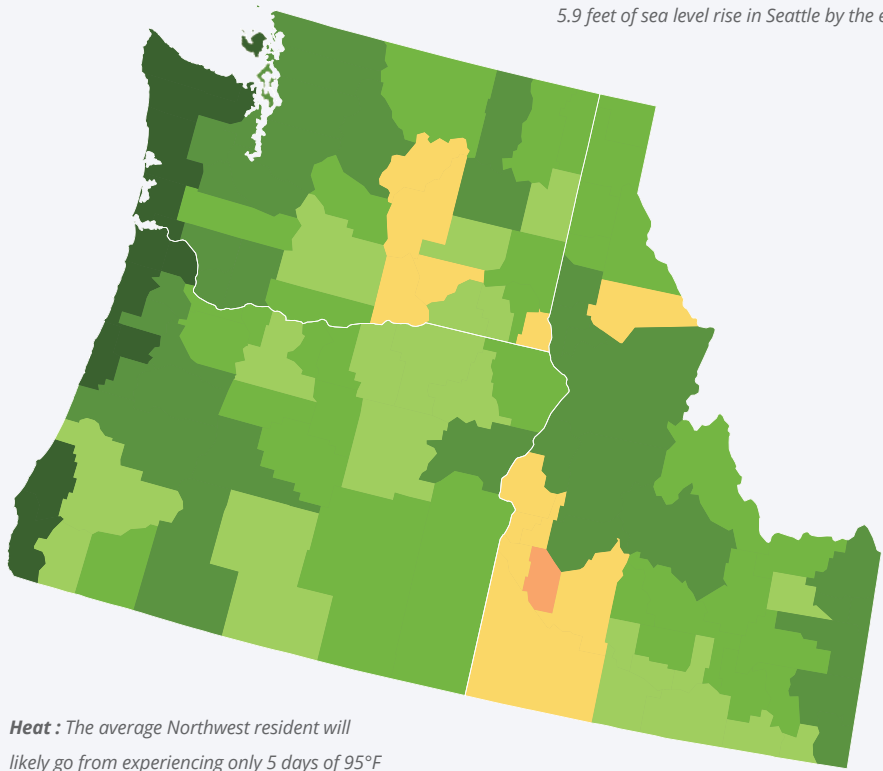 5.9 feet of sea level rise in Seattle by the
Heat : The average Northwest resident will
likely go from experiencing only 5 days of 95°F